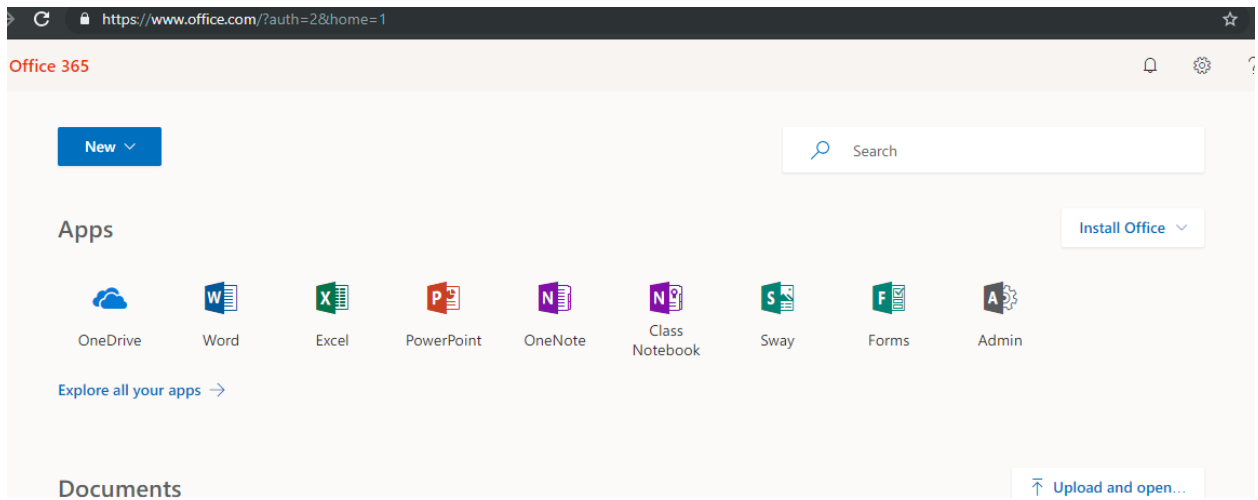 https://www.office.com/?auth=2&home=1
Office 365
New
Search
Apps
Install Office
OneDrive
Word
Excel
PowerPoint
OneNote
Class
Notebook
Sway
Forms
Admin
Explore all your apps
Documents
Upload and open...